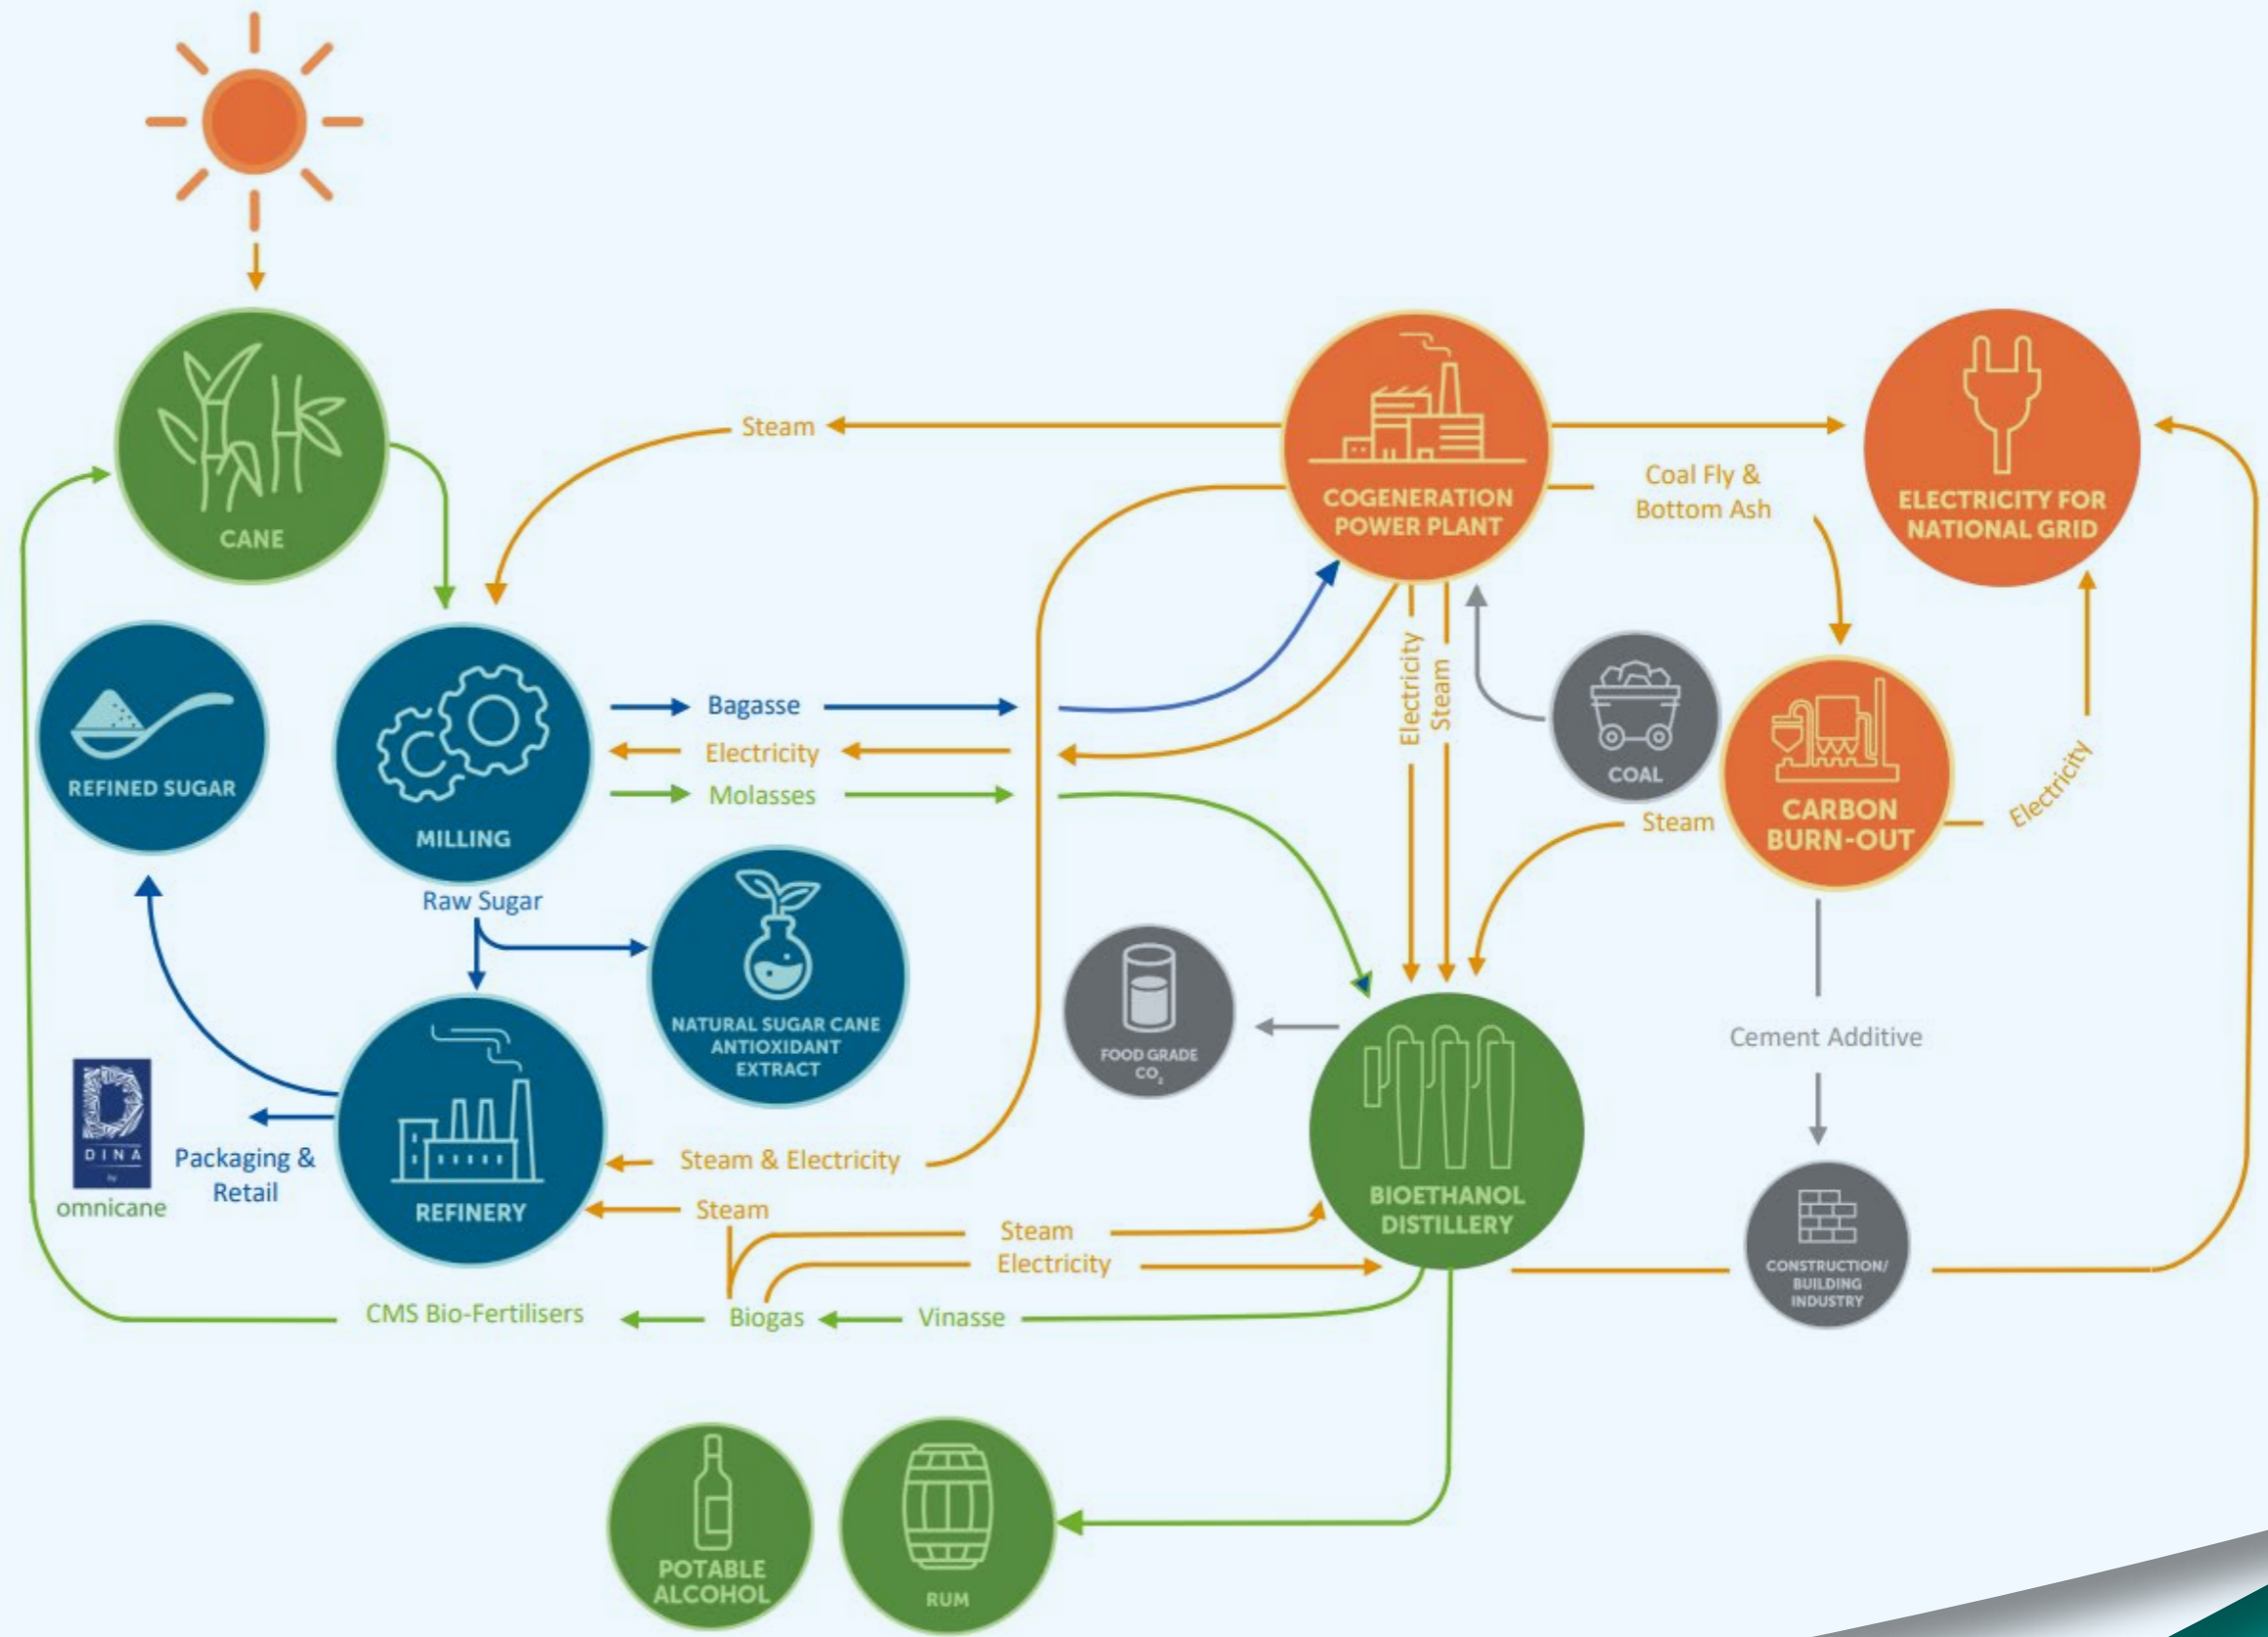 CANE
Steam
COGENERATION
POWER PLANT
Coal Fly &
Bottom Ash
ELECTRICITY FOR
NATIONAL GRID
REFINED SUGAR
MILLING
Bagasse
Electricity
Molasses
Electricity
Steam
COAL
Steam
CARBON
BURN-OUT
Electricity
Raw Sugar
NATURAL SUGAR CANE
ANTIOXIDANT
EXTRACT
FOOD GRADE
CO₂
Cement Additive
DINA
by
omnicane
Packaging &
Retail
REFINERY
Steam & Electricity
Steam
Steam
Electricity
BIOETHANOL
DISTILLERY
CONSTRUCTION/
BUILDING
INDUSTRY
CMS Bio-Fertilisers
Biogas
Vinasse
POTABLE
ALCOHOL
RUM